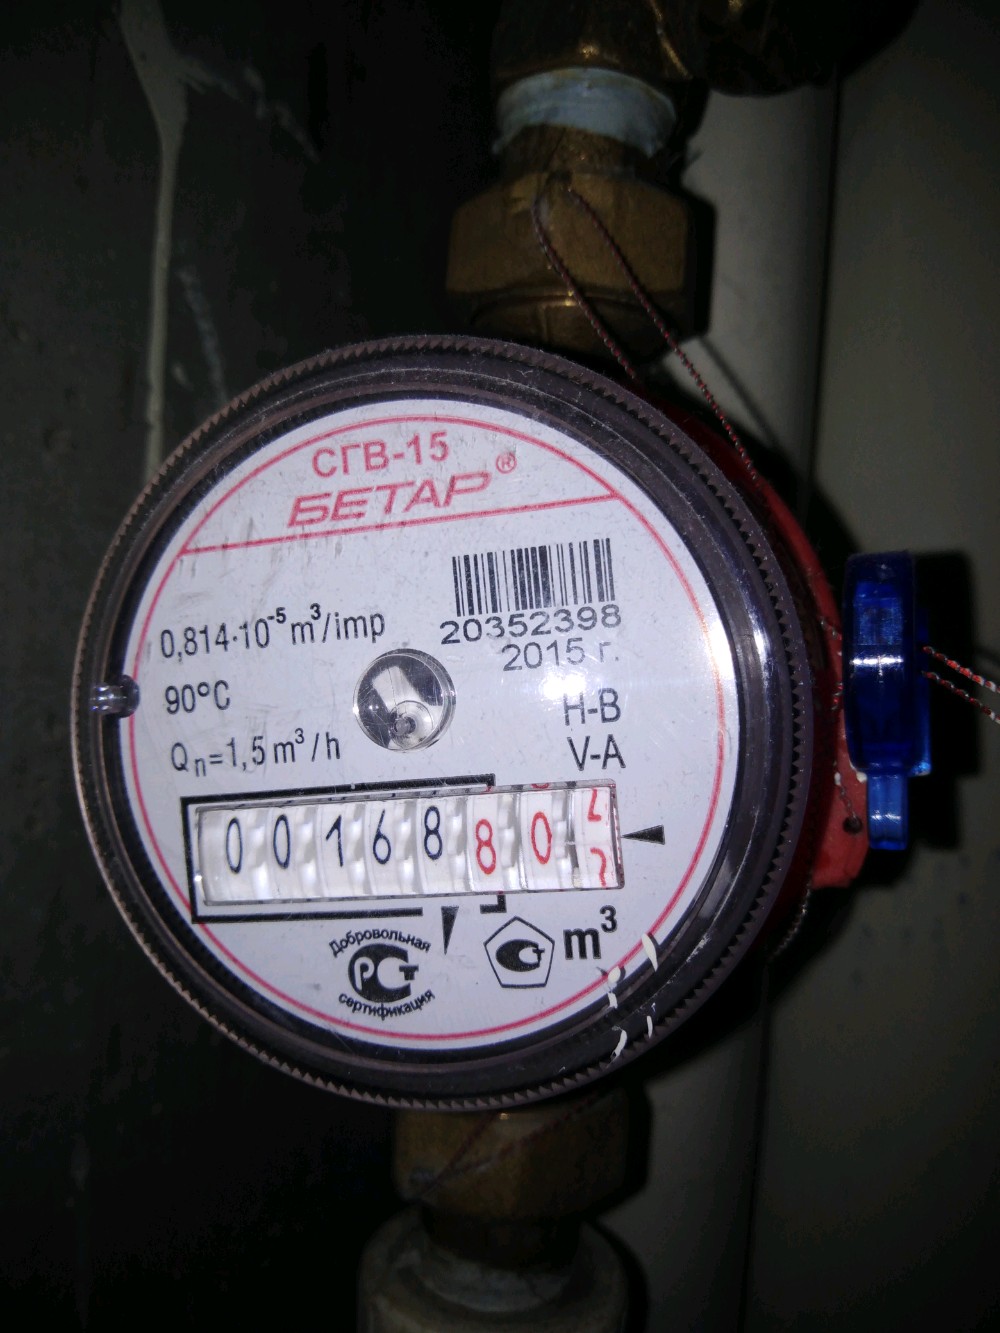 СГВ-15
БЕТАР®
20352398
2015 г.
0,814·10⁻⁵ m³/imp
90°C
Qn=1,5 m³/h
H-B
V-A
0016880
m³
Добровольная
РСТ
сертификация